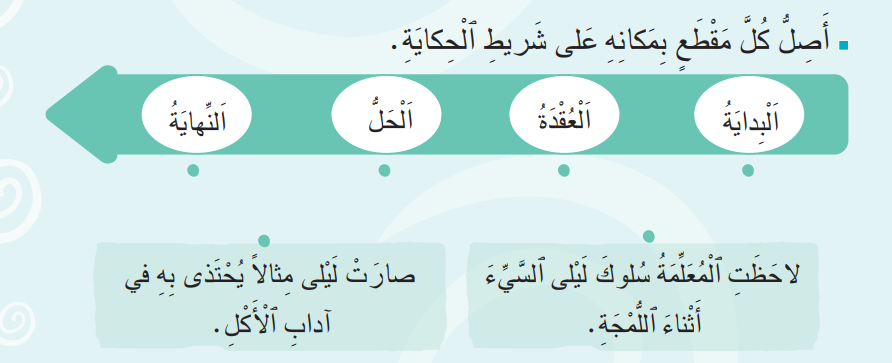 أَصِلُ كُلَّ مَقْطَعٍ بِمَكانِهِ عَلى شَريطِ ٱلْحِكايَةِ.
اَلْبِدايَةُ
اَلْعُقْدَةُ
اَلْحَلُّ
اَلنِّهايَةُ
لاحَظَتِ ٱلْمُعَلِّمَةُ سُلوكَ لَيْلى ٱلسَّيِّءَ
أَثْناءَ ٱللُّمْجَةِ.
صارَتْ لَيْلى مِثالاً يُحْتَذى بِهِ في
آدابِ ٱلْأَكْلِ.